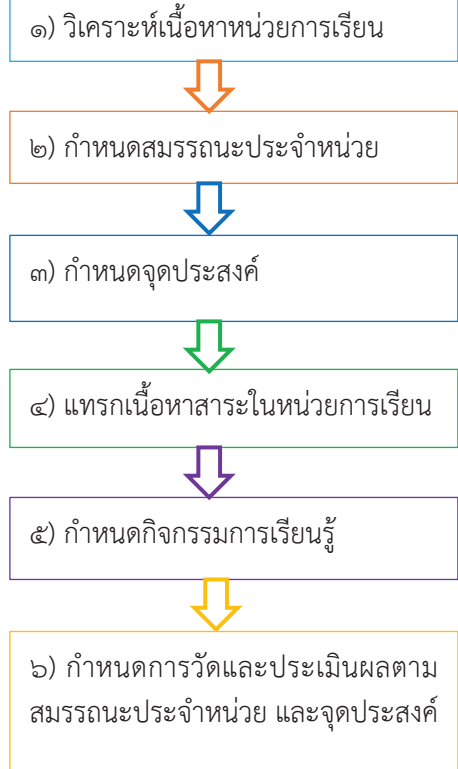 ๑) วิเคราะห์เนื้อหาหน่วยการเรียน
๒) กำหนดสมรรถนะประจำหน่วย
๓) กำหนดจุดประสงค์
๔) แทรกเนื้อหาสาระในหน่วยการเรียน
๕) กำหนดกิจกรรมการเรียนรู้
๖) กำหนดการวัดและประเมินผลตาม
สมรรถนะประจำหน่วย และจุดประสงค์